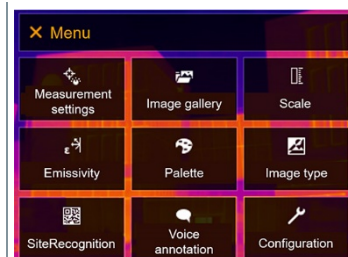 × Menu
Measurement
settings
Image gallery
Scale
ε
Emissivity
Palette
Image type
SiteRecognition
Voice
annotation
Configuration